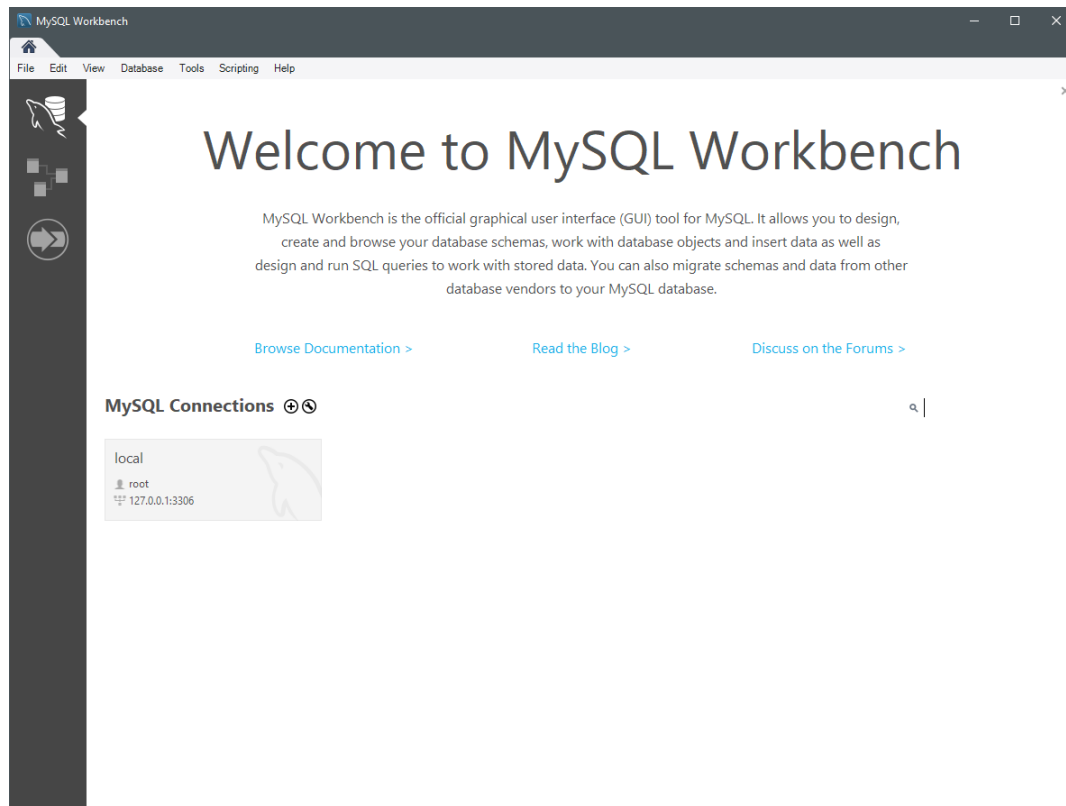 MySQL Workbench
File Edit View Database Tools Scripting Help
Welcome to MySQL Workbench
MySQL Workbench is the official graphical user interface (GUI) tool for MySQL. It allows you to design,
create and browse your database schemas, work with database objects and insert data as well as
design and run SQL queries to work with stored data. You can also migrate schemas and data from other
database vendors to your MySQL database.
Browse Documentation > Read the Blog > Discuss on the Forums >
MySQL Connections
local
root
127.0.0.1:3306